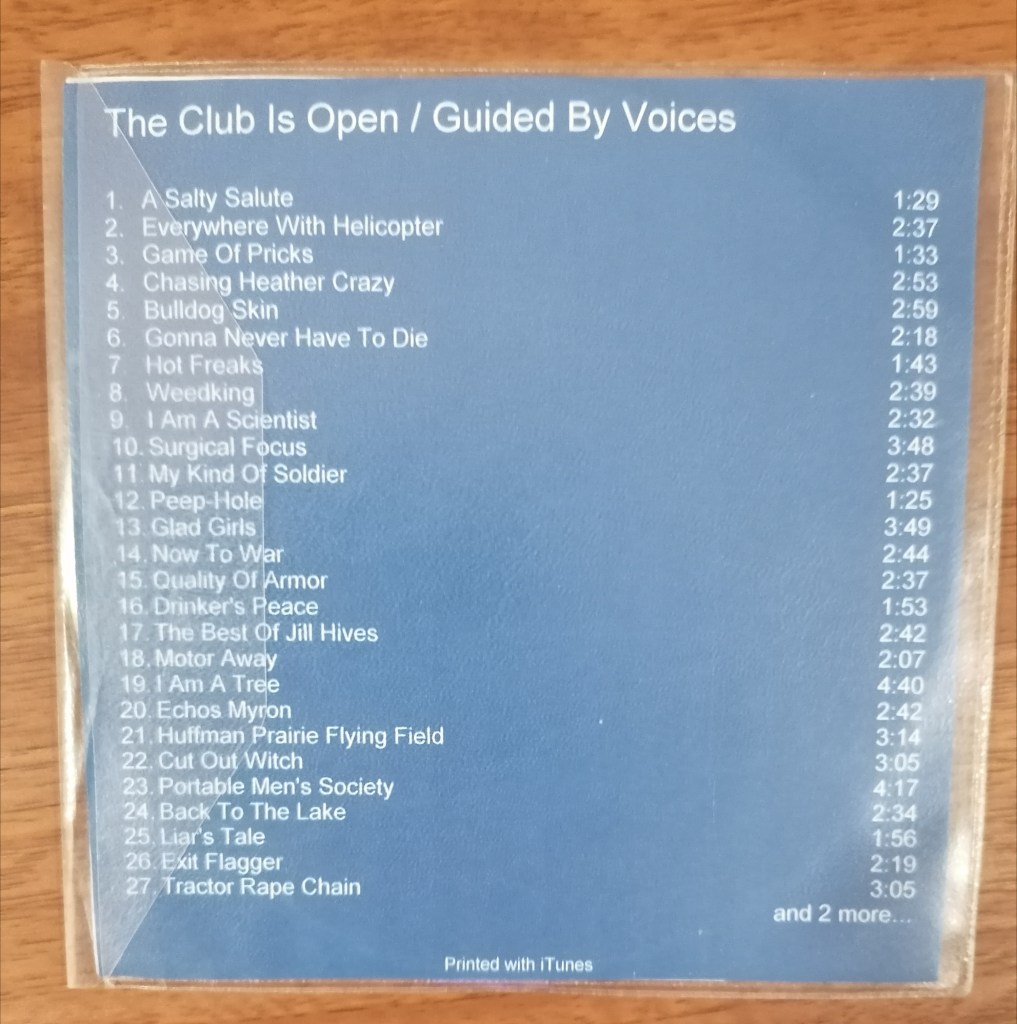 The Club Is Open / Guided By Voices
1. A Salty Salute 1:29
2. Everywhere With Helicopter 2:37
3. Game Of Pricks 1:33
4. Chasing Heather Crazy 2:53
5. Bulldog Skin 2:59
6. Gonna Never Have To Die 2:18
7. Hot Freaks 1:43
8. Weedking 2:39
9. I Am A Scientist 2:32
10. Surgical Focus 3:48
11. My Kind Of Soldier 2:37
12. Peep-Hole 1:25
13. Glad Girls 3:49
14. Now To War 2:44
15. Quality Of Armor 2:37
16. Drinker's Peace 1:53
17. The Best Of Jill Hives 2:42
18. Motor Away 2:07
19. I Am A Tree 4:40
20. Echos Myron 2:42
21. Huffman Prairie Flying Field 3:14
22. Cut Out Witch 3:05
23. Portable Men's Society 4:17
24. Back To The Lake 2:34
25. Liar's Tale 1:56
26. Exit Flagger 2:19
27. Tractor Rape Chain 3:05
and 2 more...
Printed with iTunes